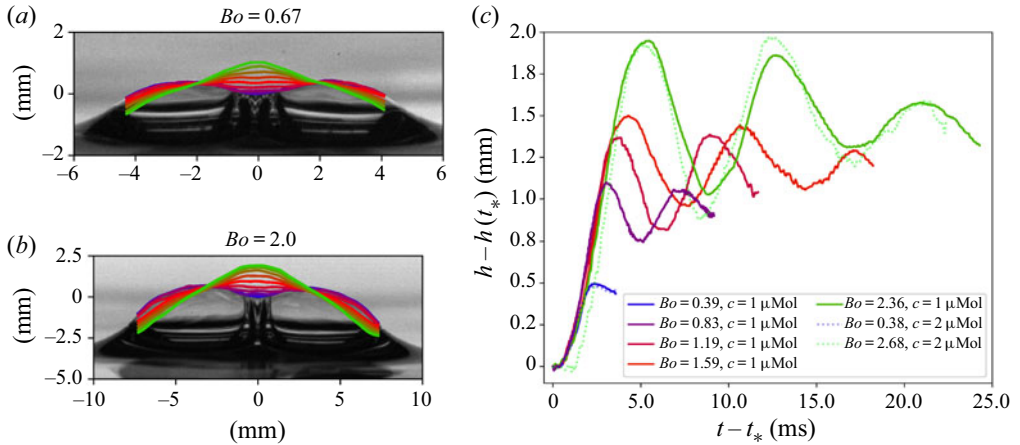 (a)
Bo = 0.67
2
0
−2
(mm)
−6
−4
−2
0
2
4
6
(b)
Bo = 2.0
2.5
0
−2.5
−5.0
(mm)
−10
−5
0
5
10
(mm)
(c)
2.0
1.8
1.5
1.2
1.0
0.8
0.5
0.2
0
h − h (t*) (mm)
Bo = 0.39, c = 1 μMol
Bo = 0.83, c = 1 μMol
Bo = 1.19, c = 1 μMol
Bo = 1.59, c = 1 μMol
Bo = 2.36, c = 1 μMol
Bo = 0.38, c = 2 μMol
Bo = 2.68, c = 2 μMol
0
5.0
10.0
15.0
20.0
25.0
t − t* (ms)